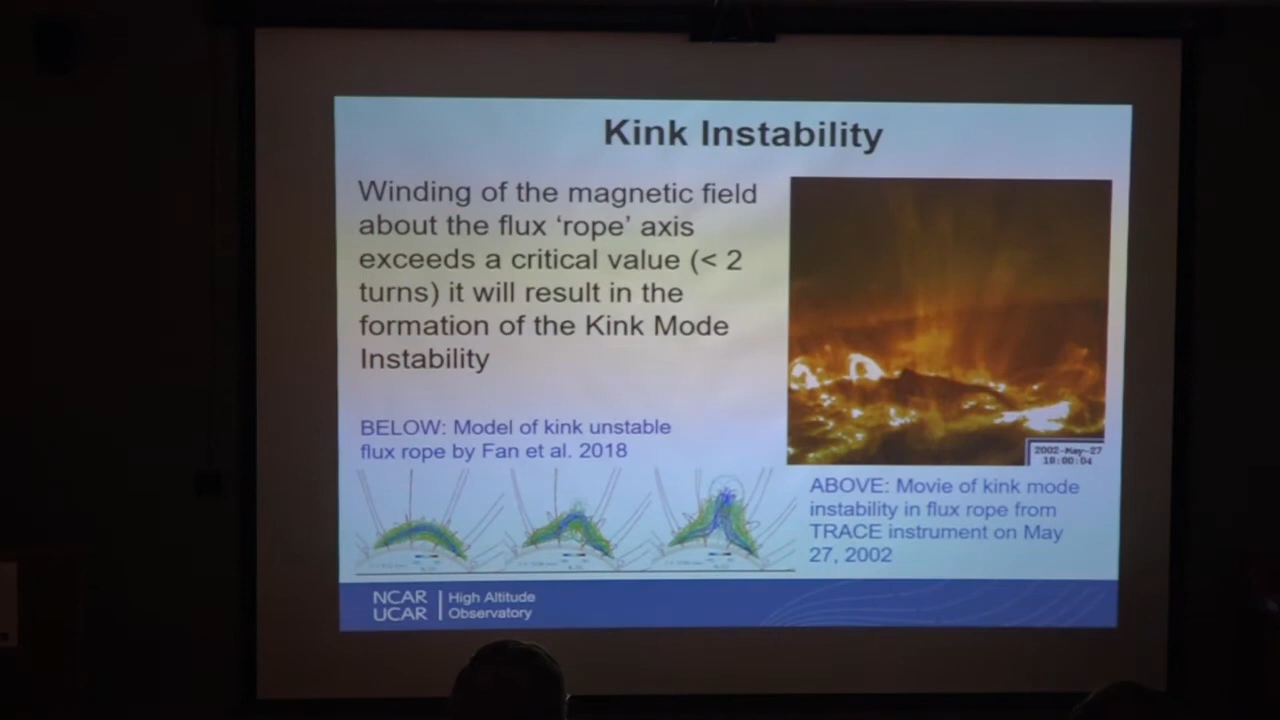 Kink Instability
Winding of the magnetic field
about the flux ‘rope’ axis
exceeds a critical value (< 2
turns) it will result in the
formation of the Kink Mode
Instability
BELOW: Model of kink unstable
flux rope by Fan et al. 2018
2002-May-27
18:00:04
ABOVE: Movie of kink mode
instability in flux rope from
TRACE instrument on May
27, 2002
NCAR
UCAR
High Altitude
Observatory